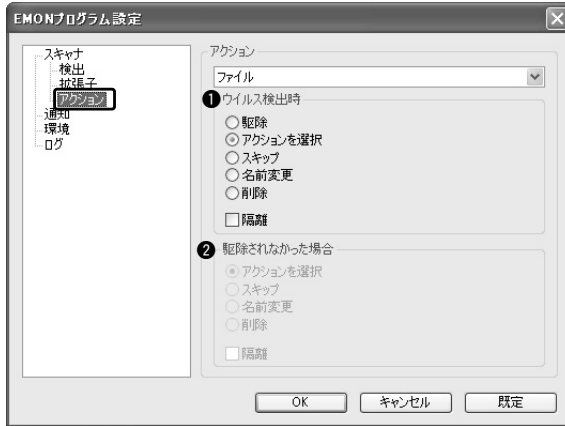 EMONプログラム設定
スキャナ
検出
拡張子
アクション
通知
環境
ログ
アクション
ファイル
❶ウイルス検出時
駆除
アクションを選択
スキップ
名前変更
削除
隔離
❷駆除されなかった場合
アクションを選択
スキップ
名前変更
削除
隔離
OK
キャンセル
既定